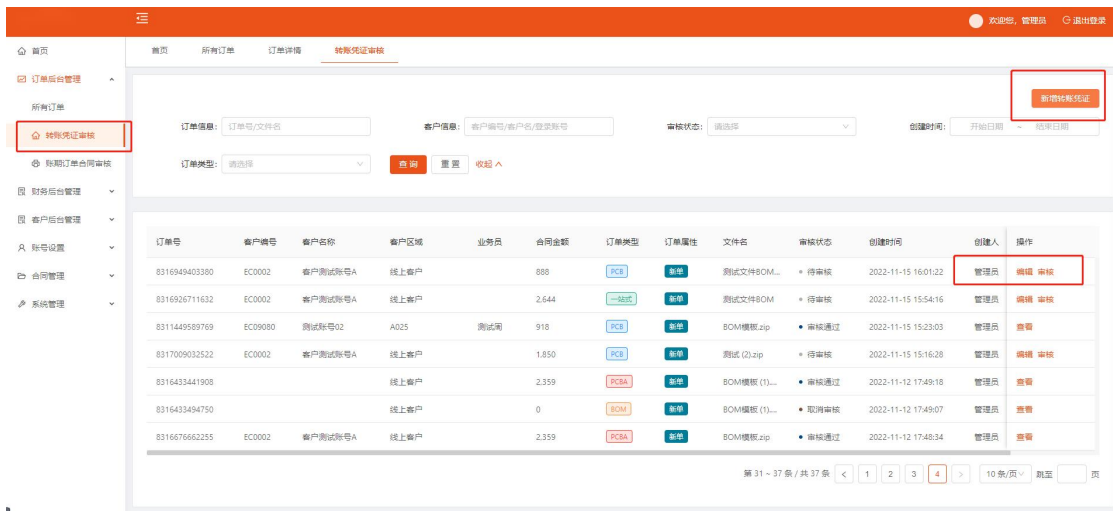 欢迎您，管理员 退出登录
首页
订单后台管理
所有订单
转账凭证审核
账期订单合同审核
财务后台管理
客户后台管理
账号设置
合同管理
系统管理
首页 所有订单 订单详情 转账凭证审核
新增转账凭证
订单信息: 订单号/文件名 客户信息: 客户编号/客户名/登录账号 审核状态: 请选择 创建时间: 开始日期 ~ 结束日期
订单类型: 请选择 查 询 重 置 收起
订单号 客户编号 客户名称 客户区域 业务员 合同金额 订单类型 订单属性 文件名 审核状态 创建时间 创建人 操作
8316949403380 EC0002 客户测试账号A 线上客户 888 PCB 新单 测试文件BOM... 待审核 2022-11-15 16:01:22 管理员 编辑 审核
8316926711632 EC0002 客户测试账号A 线上客户 2,644 一站式 新单 测试文件BOM 待审核 2022-11-15 15:54:16 管理员 编辑 审核
8311449589769 EC09080 测试账号02 A025 测试周 918 PCB 新单 BOM模板.zip 审核通过 2022-11-15 15:23:03 管理员 查看
8317009032522 EC0002 客户测试账号A 线上客户 1,850 PCB 新单 测试 (2).zip 待审核 2022-11-15 15:16:28 管理员 编辑 审核
8316433441908 线上客户 2,359 PCBA 新单 BOM模板 (1).... 审核通过 2022-11-12 17:49:18 管理员 查看
8316433494750 线上客户 0 BOM 新单 BOM模板 (1).... 取消审核 2022-11-12 17:49:07 管理员 查看
8316676662255 EC0002 客户测试账号A 线上客户 2,359 PCBA 新单 BOM模板.zip 审核通过 2022-11-12 17:48:34 管理员 查看
第 31 ~ 37 条 / 共 37 条 < 1 2 3 4 > 10 条/页 跳至 页